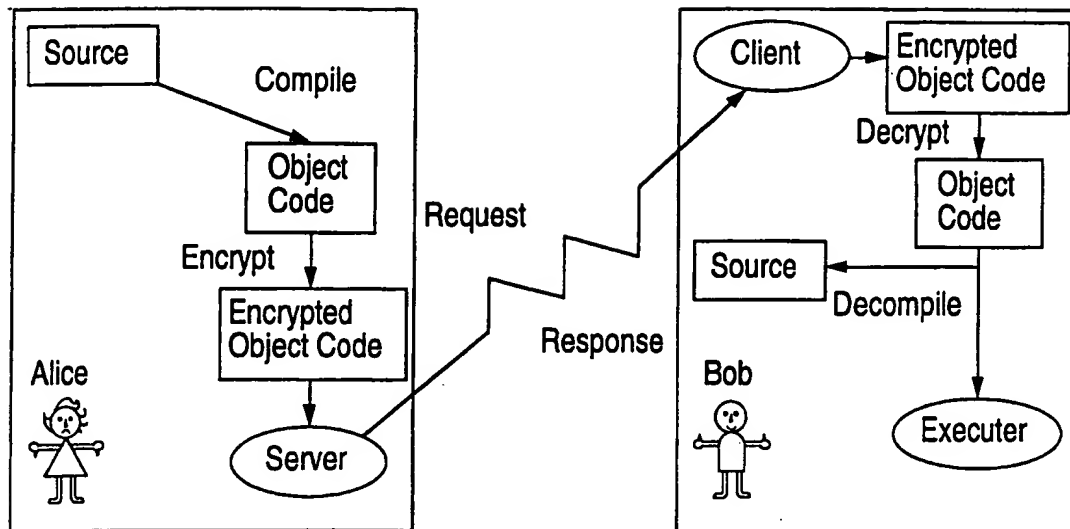 Source
Compile
Object
Code
Encrypt
Encrypted
Object Code
Alice
Server
Request
Response
Client
Encrypted
Object Code
Decrypt
Object
Code
Source
Decompile
Bob
Executer